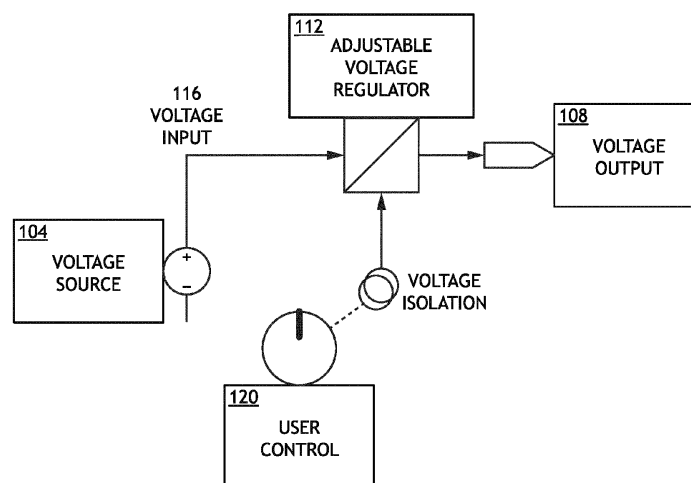 112
ADJUSTABLE
VOLTAGE
REGULATOR
116
VOLTAGE
INPUT
108
VOLTAGE
OUTPUT
104
VOLTAGE
SOURCE
+
−
VOLTAGE
ISOLATION
120
USER
CONTROL